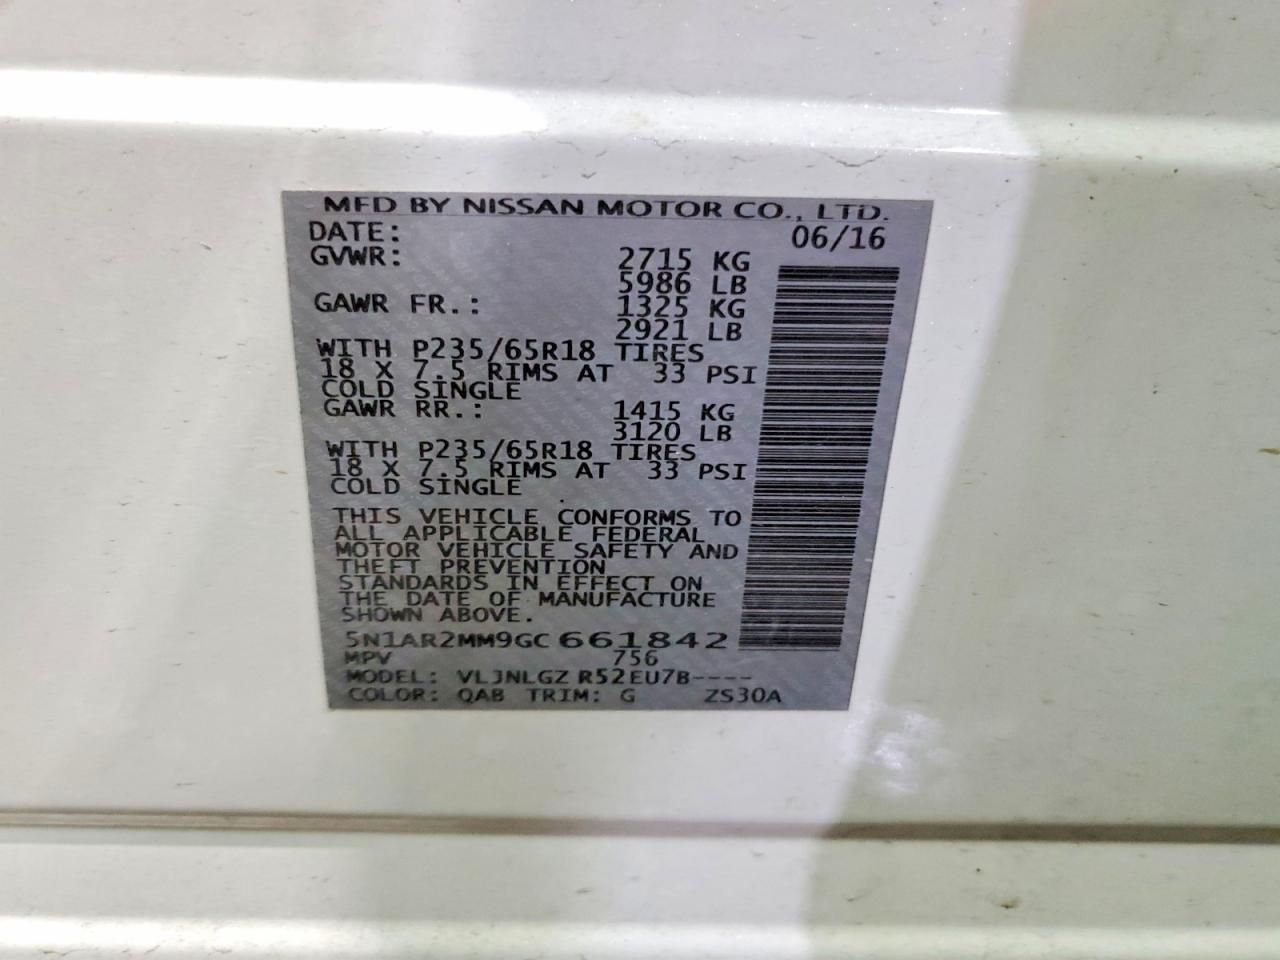 MFD BY NISSAN MOTOR CO., LTD.
DATE: 06/16
GVWR: 2715 KG
5986 LB
GAWR FR.: 1325 KG
2921 LB
WITH P235/65R18 TIRES
18 X 7.5 RIMS AT 33 PSI
COLD SINGLE
GAWR RR.: 1415 KG
3120 LB
WITH P235/65R18 TIRES
18 X 7.5 RIMS AT 33 PSI
COLD SINGLE
THIS VEHICLE CONFORMS TO
ALL APPLICABLE FEDERAL
MOTOR VEHICLE SAFETY AND
THEFT PREVENTION
STANDARDS IN EFFECT ON
THE DATE OF MANUFACTURE
SHOWN ABOVE.
5N1AR2MM9GC661842
MPV 756
MODEL: VLJNLGZ R52EU7B----
COLOR: QAB TRIM: G ZS30A